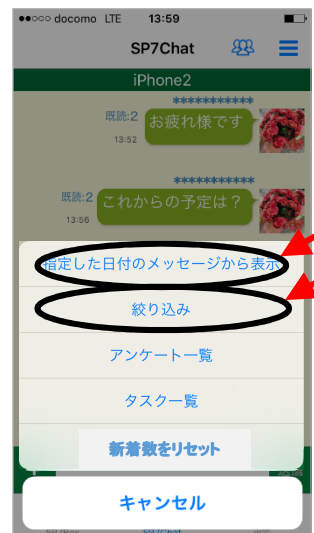 docomo LTE 13:59
SP7Chat
iPhone2
***********
既読:2 お疲れ様です
13:52
***********
既読:2 これからの予定は？
13:56
指定した日付のメッセージから表示
絞り込み
アンケート一覧
タスク一覧
新着数をリセット
キャンセル
SP7Box SP7Chat 設定